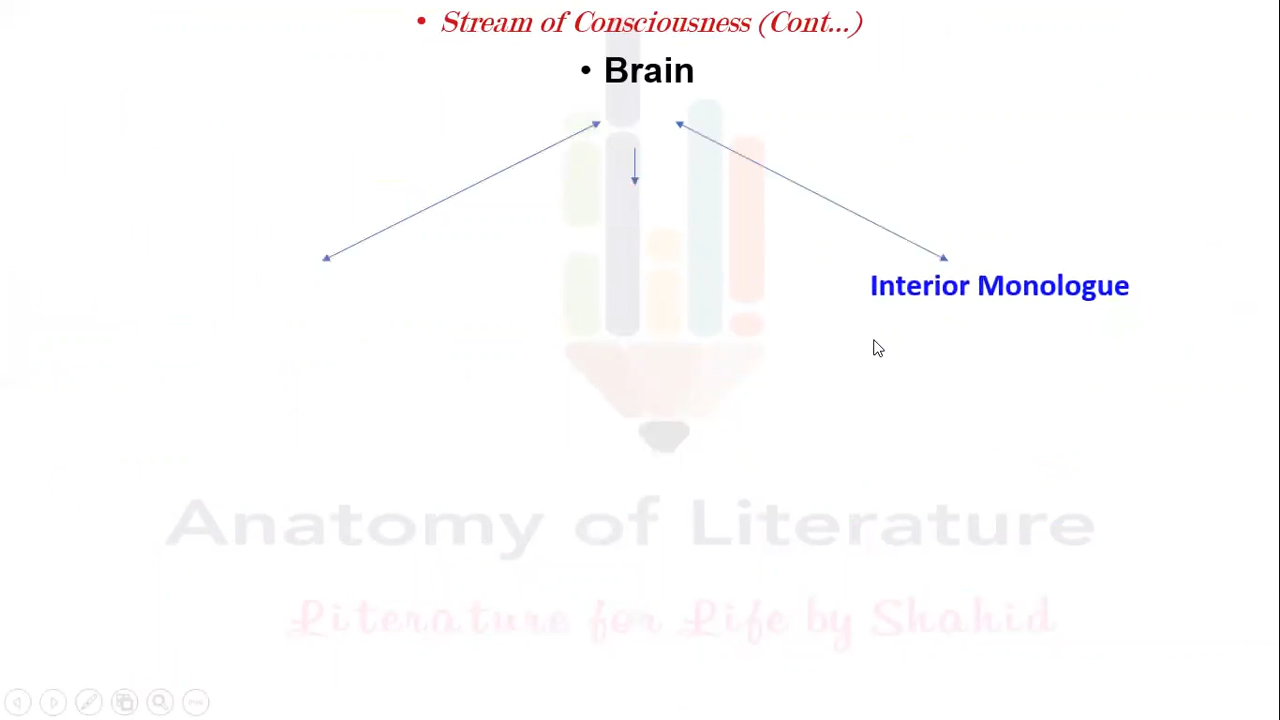 • Stream of Consciousness (Cont...)
• Brain
Interior Monologue
Anatomy of Literature
Literature for Life by Shahid